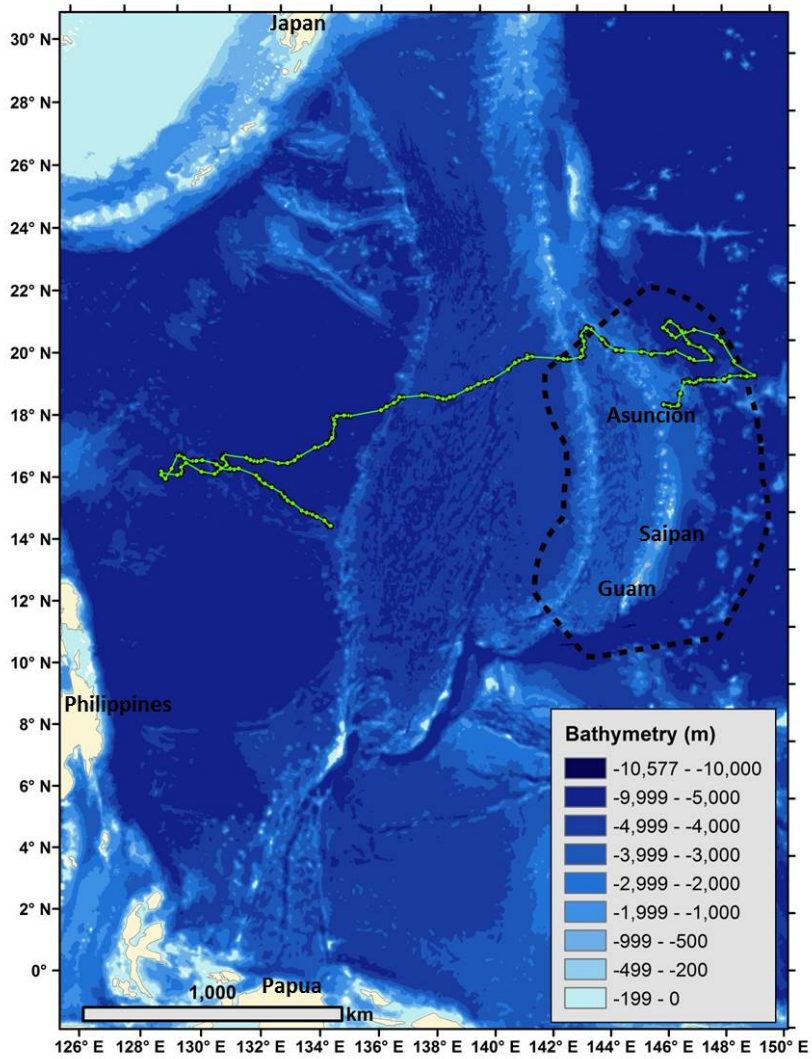 Japan
30° N
28° N
26° N
24° N
22° N
20° N
18° N
Asuncion
16° N
14° N
Saipan
12° N
Guam
10° N
Philippines
8° N
6° N
4° N
2° N
0°
Bathymetry (m)
-10,577 - -10,000
-9,999 - -5,000
-4,999 - -4,000
-3,999 - -3,000
-2,999 - -2,000
-1,999 - -1,000
-999 - -500
-499 - -200
-199 - 0
Papua
1,000
km
126° E 128° E 130° E 132° E 134° E 136° E 138° E 140° E 142° E 144° E 146° E 148° E 150° E